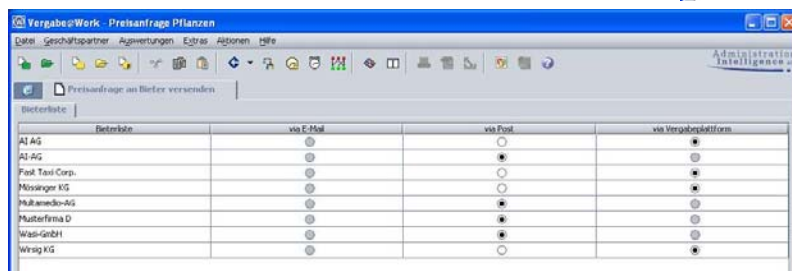 Vergabe@Work - Preisanfrage Pflanzen
Datei Geschäftspartner Auswertungen Extras Aktionen Hilfe
Administration
Intelligence
Preisanfrage an Bieter versenden
Bieterliste
Bieterliste via E-Mail via Post via Vergabeplattform
AI AG
AI-AG
Fast Taxi Corp.
Mössinger KG
Multamedio-AG
Musterfirma D
Wasi-GmbH
Wirsig KG